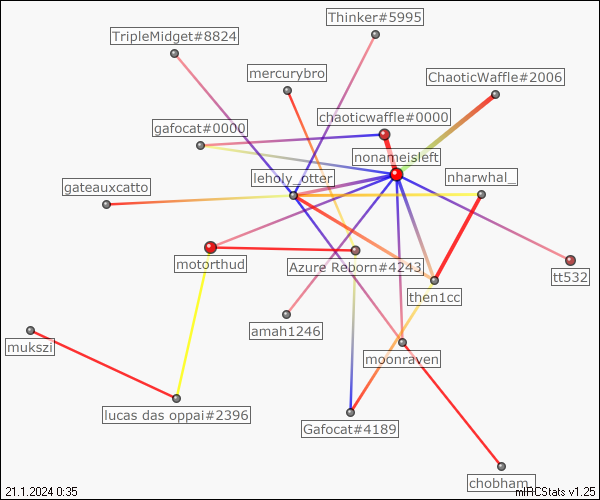 Thinker#5995
TripleMidget#8824
mercurybro
ChaoticWaffle#2006
chaoticwaffle#0000
gafocat#0000
nonameisleft
leholy_otter
nharwhal_
gateauxcatto
motorthud
Azure Reborn#4243
tt532
then1cc
amah1246
mukszi
moonraven
lucas das oppai#2396
Gafocat#4189
chobham_
21.1.2024 0:35
mIRCStats v1.25